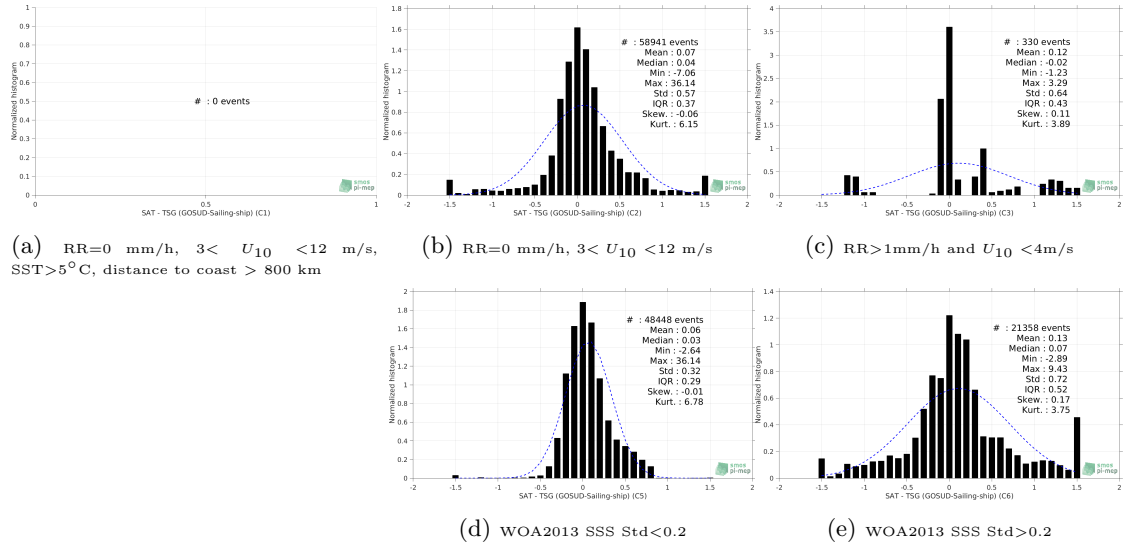 1
0.9
0.8
0.7
0.6
0.5
0.4
0.3
0.2
0.1
0
Normalized histogram
# : 0 events
smos
pi-mep
0 0.5 1
SAT - TSG (GOSUD-Sailing-ship) (C1)
(a) RR=0 mm/h, 3< U10 <12 m/s,
SST>5°C, distance to coast > 800 km
1.8
1.6
1.4
1.2
1
0.8
0.6
0.4
0.2
0
Normalized histogram
# : 58941 events
Mean : 0.07
Median : 0.04
Min : -7.06
Max : 36.14
Std : 0.57
IQR : 0.37
Skew. : -0.06
Kurt. : 6.15
smos
pi-mep
-2 -1.5 -1 -0.5 0 0.5 1 1.5 2
SAT - TSG (GOSUD-Sailing-ship) (C2)
(b) RR=0 mm/h, 3< U10 <12 m/s
4
3.5
3
2.5
2
1.5
1
0.5
0
Normalized histogram
# : 330 events
Mean : 0.12
Median : -0.02
Min : -1.23
Max : 3.29
Std : 0.64
IQR : 0.43
Skew. : 0.11
Kurt. : 3.89
smos
pi-mep
-2 -1.5 -1 -0.5 0 0.5 1 1.5 2
SAT - TSG (GOSUD-Sailing-ship) (C3)
(c) RR>1mm/h and U10 <4m/s
2
1.8
1.6
1.4
1.2
1
0.8
0.6
0.4
0.2
0
Normalized histogram
# : 48448 events
Mean : 0.06
Median : 0.03
Min : -2.64
Max : 36.14
Std : 0.32
IQR : 0.29
Skew. : -0.01
Kurt. : 6.78
smos
pi-mep
-2 -1.5 -1 -0.5 0 0.5 1 1.5 2
SAT - TSG (GOSUD-Sailing-ship) (C5)
(d) WOA2013 SSS Std<0.2
1.4
1.2
1
0.8
0.6
0.4
0.2
0
Normalized histogram
# : 21358 events
Mean : 0.13
Median : 0.07
Min : -2.89
Max : 9.43
Std : 0.72
IQR : 0.52
Skew. : 0.17
Kurt. : 3.75
smos
pi-mep
-2 -1.5 -1 -0.5 0 0.5 1 1.5 2
SAT - TSG (GOSUD-Sailing-ship) (C6)
(e) WOA2013 SSS Std>0.2